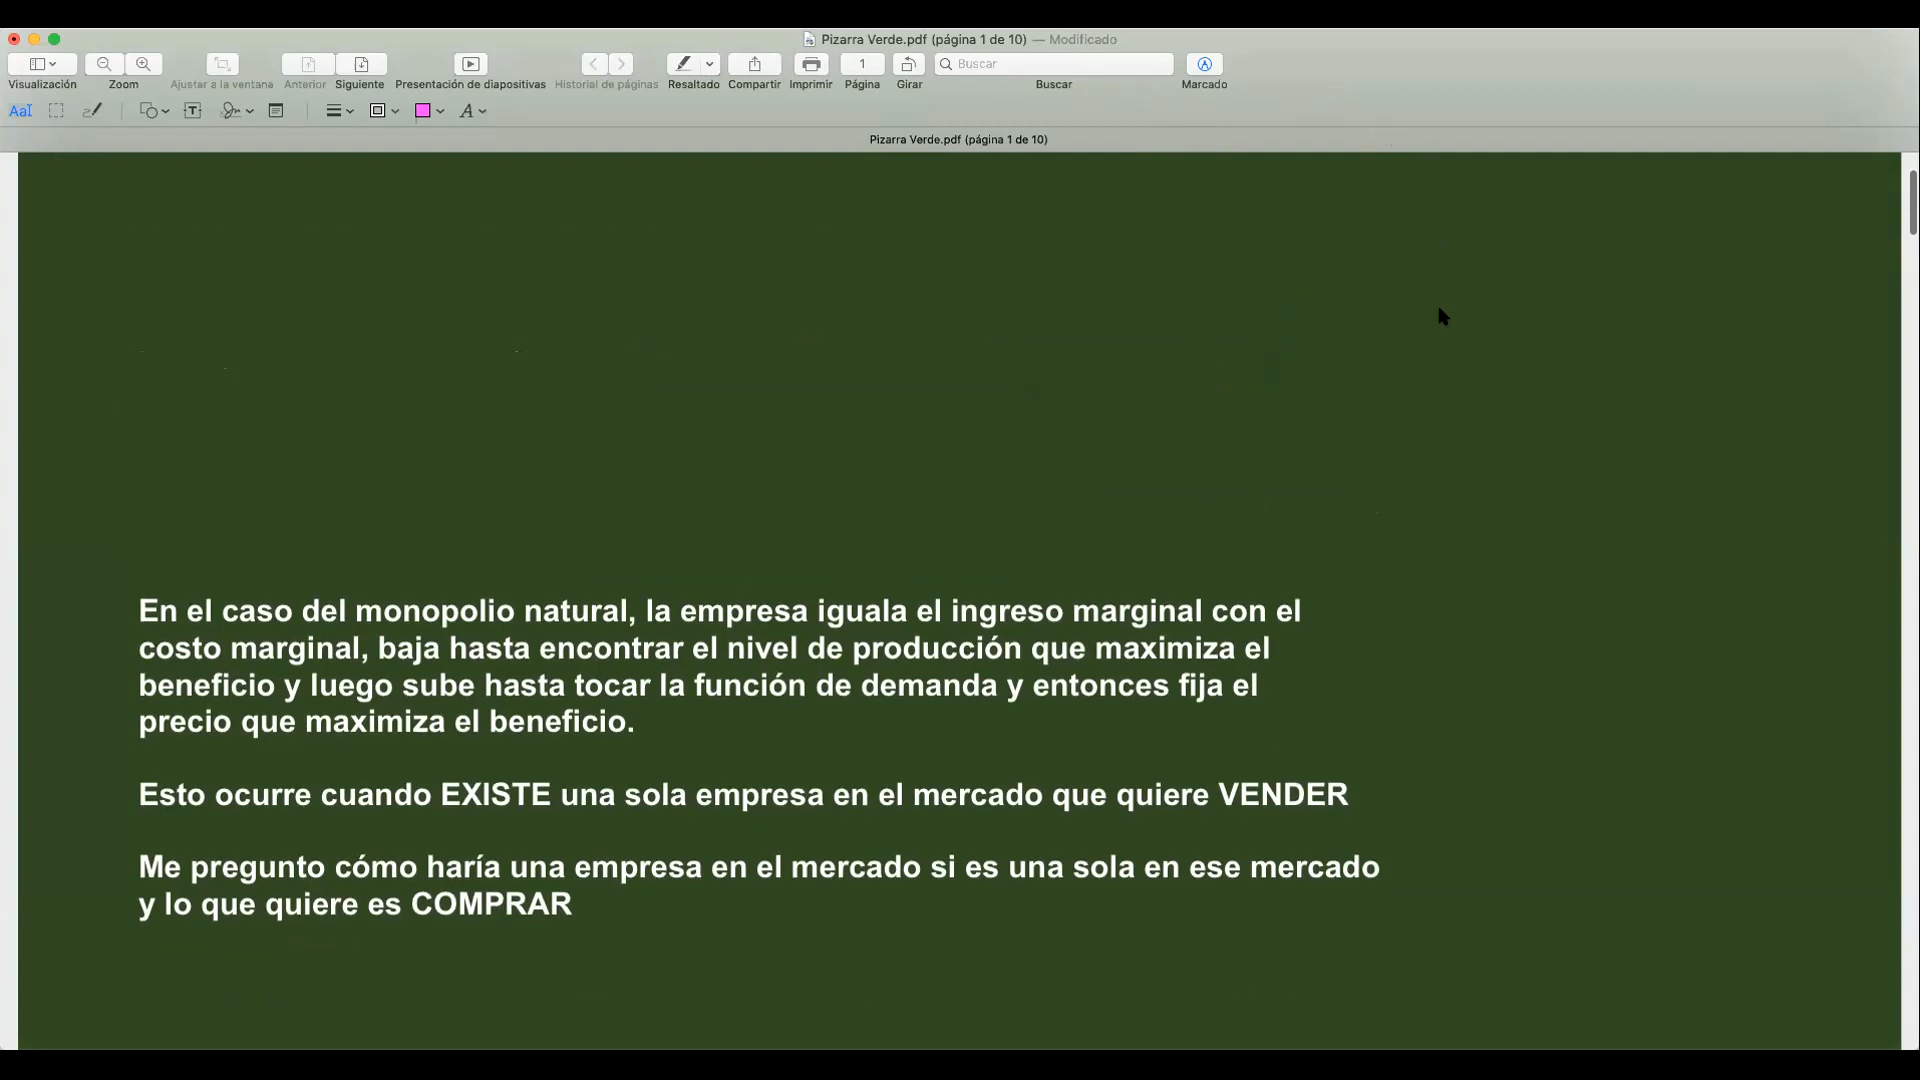 Pizarra Verde.pdf (página 1 de 10) — Modificado
1
Buscar
Visualización
Zoom
Ajustar a la ventana
Anterior
Siguiente
Presentación de diapositivas
Historial de páginas
Resaltado
Compartir
Imprimir
Página
Girar
Buscar
Marcado
AaI
T
A
Pizarra Verde.pdf (página 1 de 10)
En el caso del monopolio natural, la empresa iguala el ingreso marginal con el
costo marginal, baja hasta encontrar el nivel de producción que maximiza el
beneficio y luego sube hasta tocar la función de demanda y entonces fija el
precio que maximiza el beneficio.
Esto ocurre cuando EXISTE una sola empresa en el mercado que quiere VENDER
Me pregunto cómo haría una empresa en el mercado si es una sola en ese mercado
y lo que quiere es COMPRAR